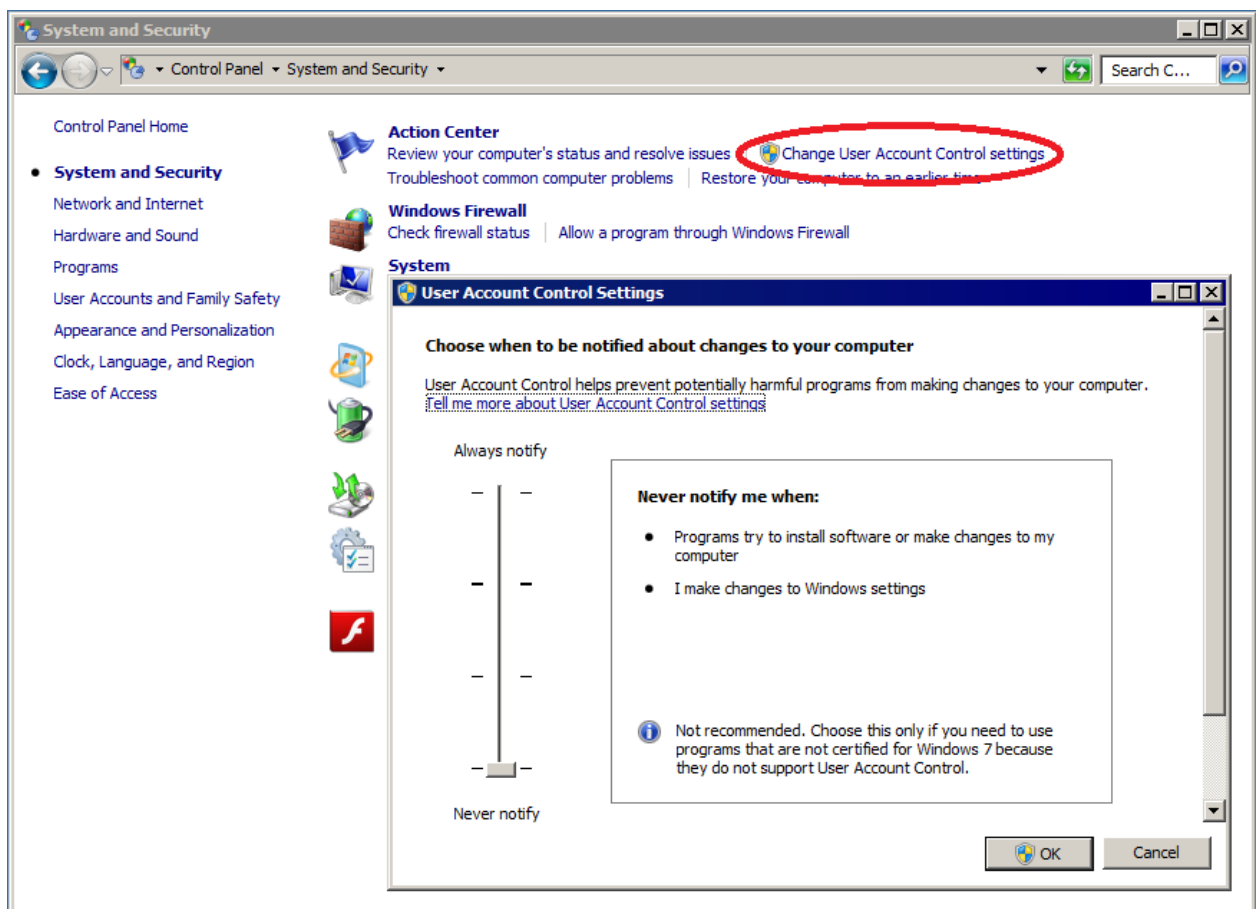 System and Security
Control Panel System and Security
Search C...
Control Panel Home
System and Security
Network and Internet
Hardware and Sound
Programs
User Accounts and Family Safety
Appearance and Personalization
Clock, Language, and Region
Ease of Access
Action Center
Review your computer's status and resolve issues Change User Account Control settings
Troubleshoot common computer problems Restore your computer to an earlier time
Windows Firewall
Check firewall status Allow a program through Windows Firewall
System
User Account Control Settings
Choose when to be notified about changes to your computer
User Account Control helps prevent potentially harmful programs from making changes to your computer.
Tell me more about User Account Control settings
Always notify
Never notify me when:
Programs try to install software or make changes to my
computer
I make changes to Windows settings
Not recommended. Choose this only if you need to use
programs that are not certified for Windows 7 because
they do not support User Account Control.
Never notify
OK Cancel